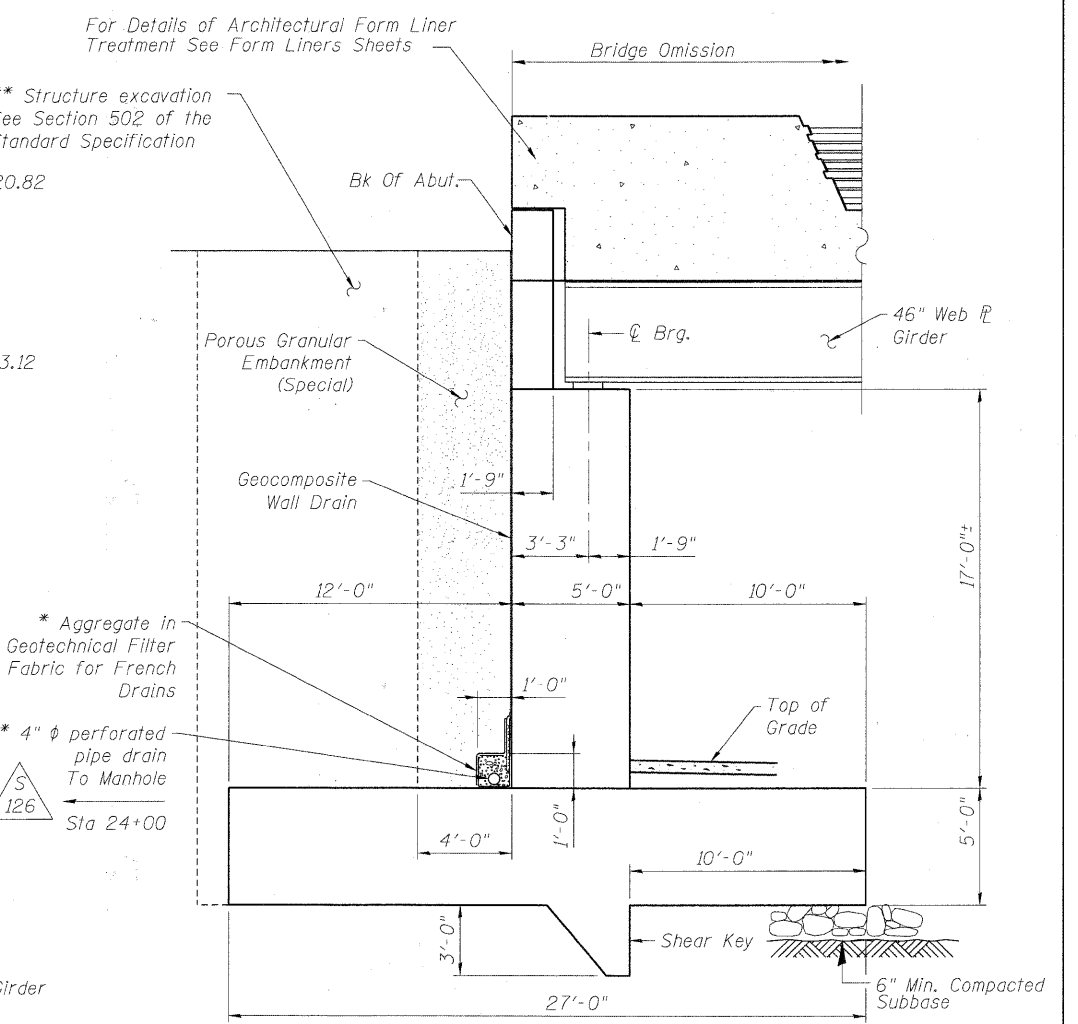 For Details of Architectural Form Liner
Treatment See Form Liners Sheets
Bridge Omission
** Structure excavation
See Section 502 of the
Standard Specification
20.82
Bk Of Abut.
℄ Brg.
46" Web ℙL
Girder
Porous Granular
Embankment
(Special)
3.12
Geocomposite
Wall Drain
1'-9"
3'-3"
1'-9"
17'-0"±
12'-0"
5'-0"
10'-0"
* Aggregate in
Geotechnical Filter
Fabric for French
Drains
1'-0"
Top of
Grade
* 4" ϕ perforated
pipe drain
To Manhole
S
126
Sta 24+00
4'-0"
1'-0"
10'-0"
5'-0"
3'-0"
Shear Key
6" Min. Compacted
Subbase
Girder
27'-0"